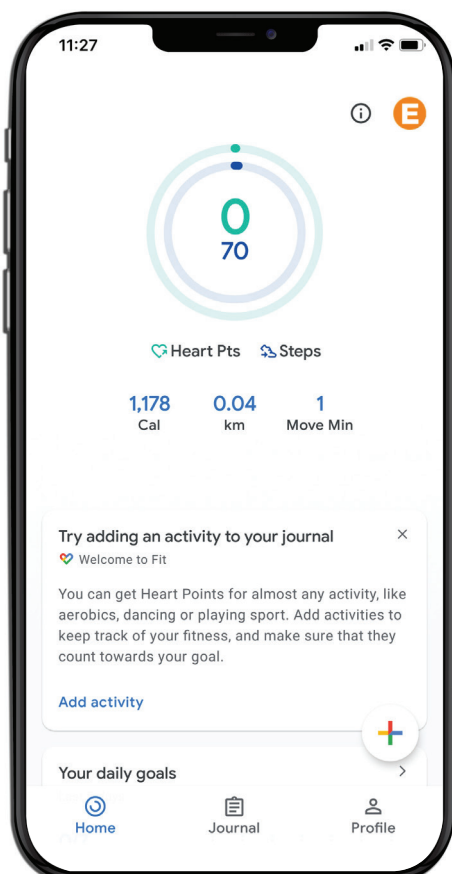 11:27
E
0
70
Heart Pts Steps
1,178 0.04 1
Cal km Move Min
Try adding an activity to your journal
Welcome to Fit
You can get Heart Points for almost any activity, like
aerobics, dancing or playing sport. Add activities to
keep track of your fitness, and make sure that they
count towards your goal.
Add activity
Your daily goals
Home Journal Profile